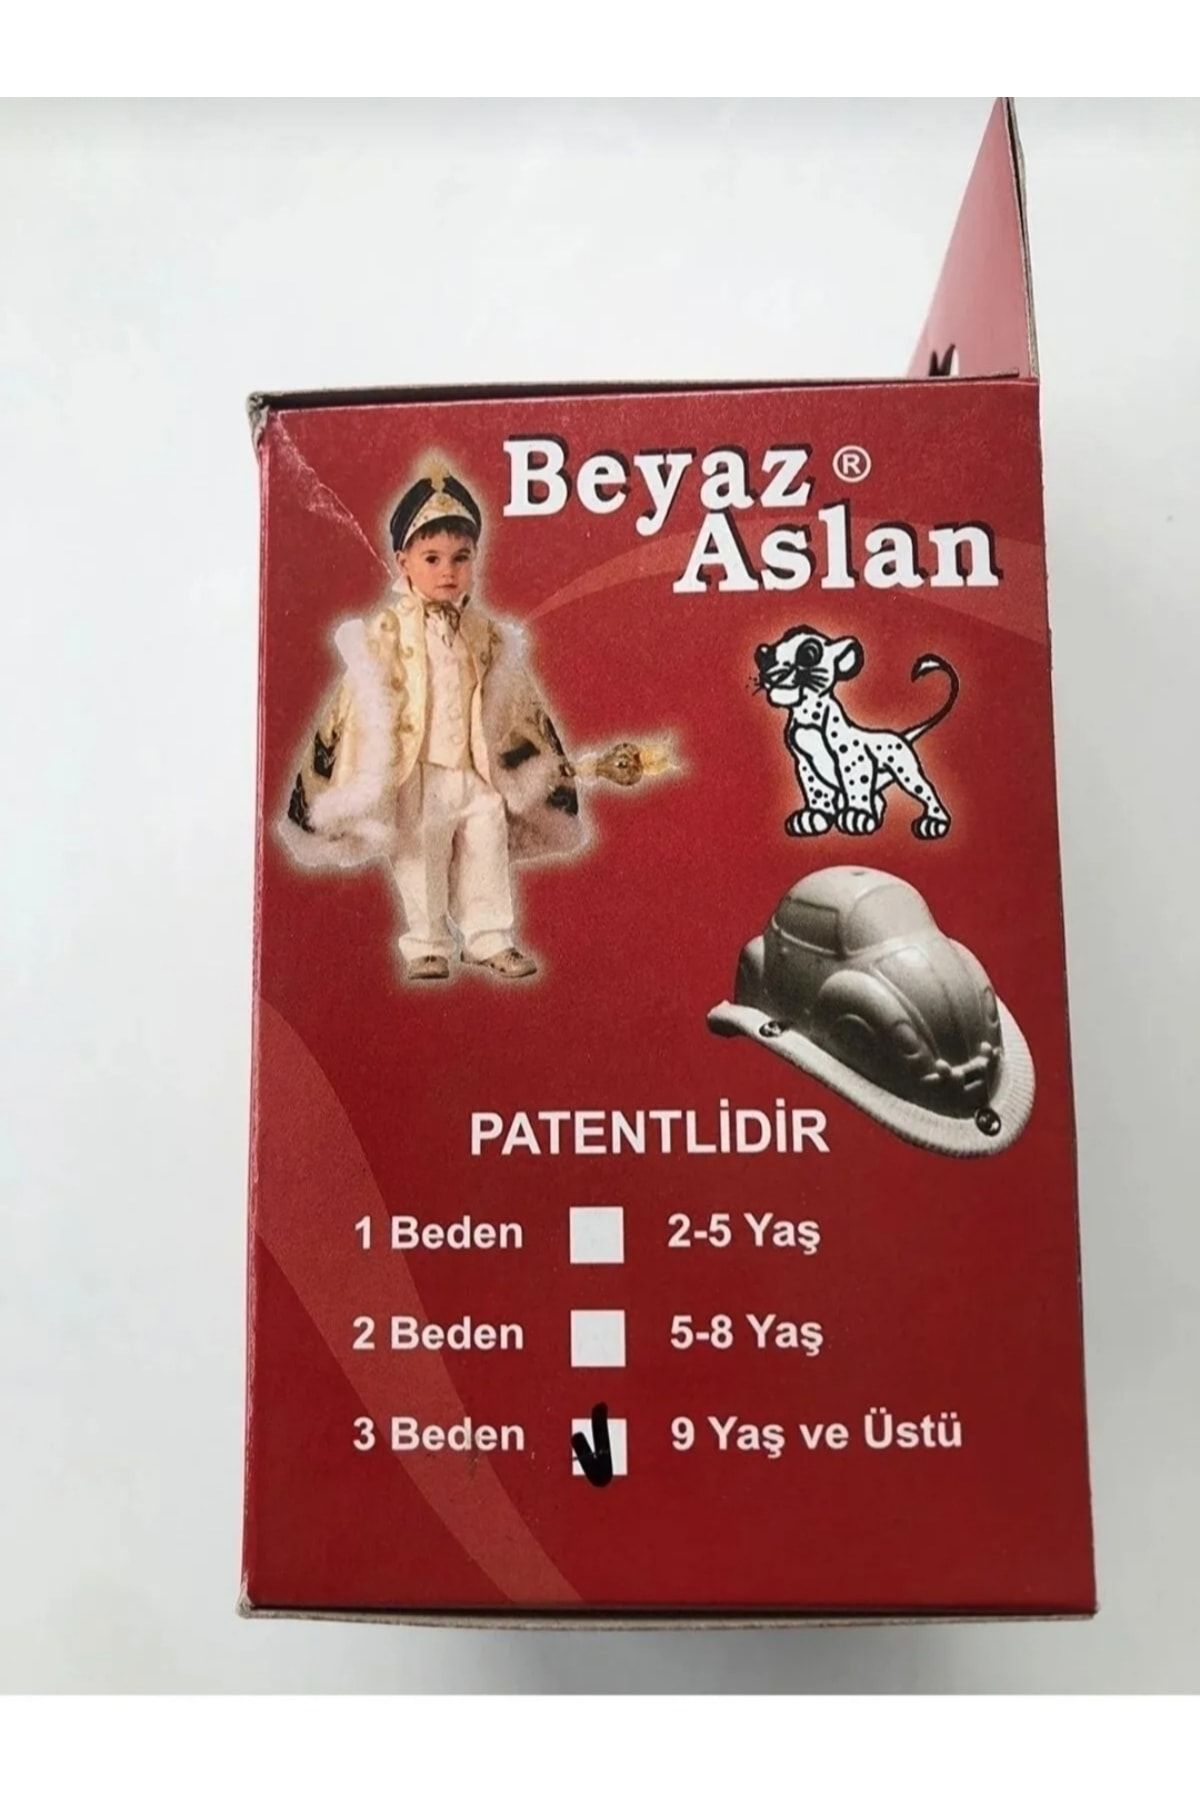 Beyaz ®
Aslan
PATENTLİDİR
1 Beden 2-5 Yaş
2 Beden 5-8 Yaş
3 Beden 9 Yaş ve Üstü